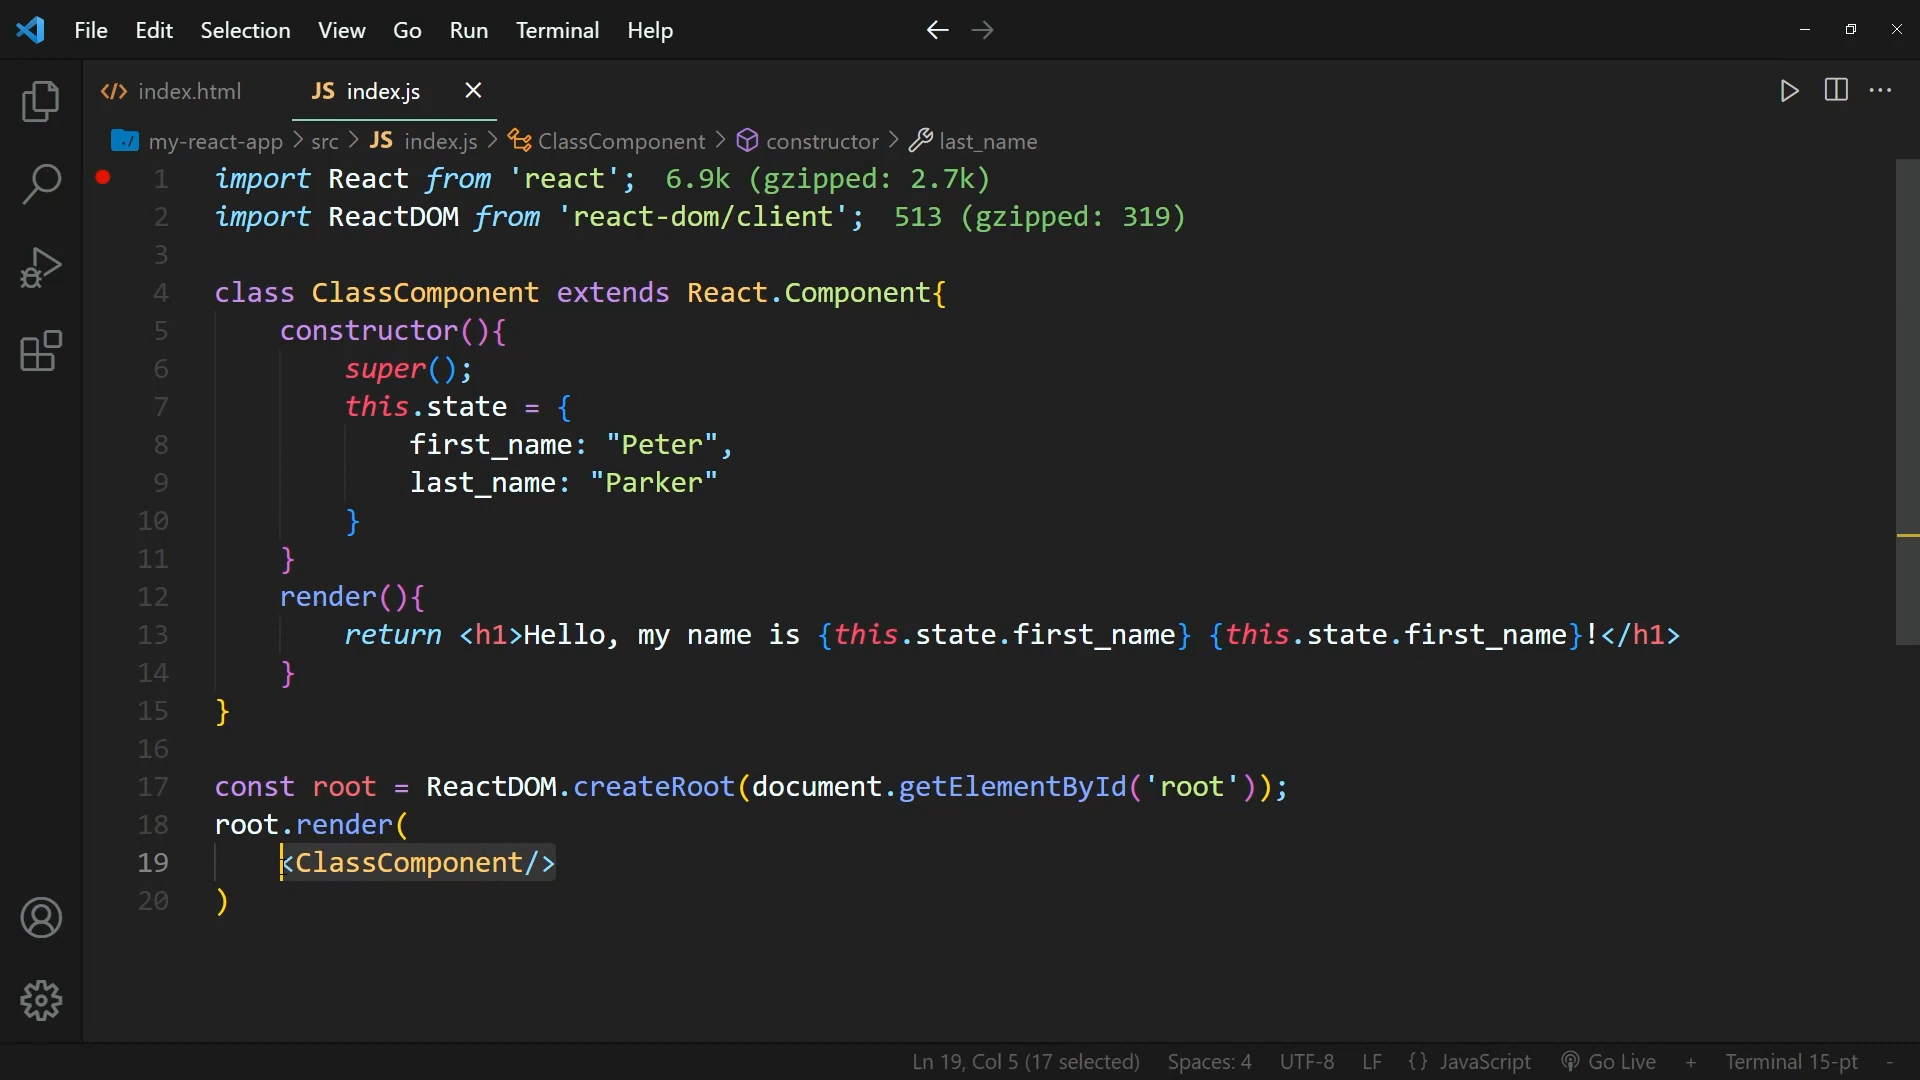 File Edit Selection View Go Run Terminal Help
index.html JS index.js
my-react-app > src > JS index.js > ClassComponent > constructor > last_name
1 import React from 'react'; 6.9k (gzipped: 2.7k)
2 import ReactDOM from 'react-dom/client'; 513 (gzipped: 319)
3
4 class ClassComponent extends React.Component{
5 constructor(){
6 super();
7 this.state = {
8 first_name: "Peter",
9 last_name: "Parker"
10 }
11 }
12 render(){
13 return <h1>Hello, my name is {this.state.first_name} {this.state.first_name}!</h1>
14 }
15 }
16
17 const root = ReactDOM.createRoot(document.getElementById('root'));
18 root.render(
19 <ClassComponent/>
20 )
Ln 19, Col 5 (17 selected) Spaces: 4 UTF-8 LF {} JavaScript Go Live + Terminal 15-pt -